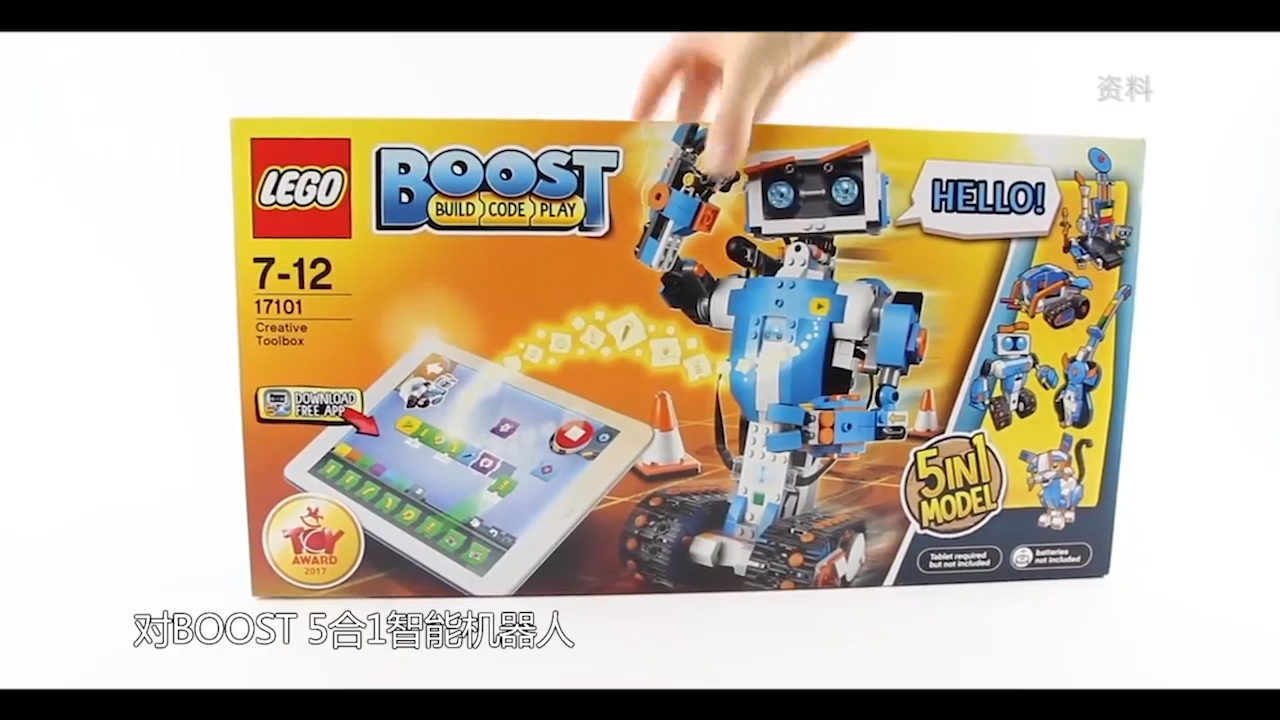 资料
LEGO
BOOST
BUILD CODE PLAY
HELLO!
7-12
17101
Creative
Toolbox
DOWNLOAD
FREE APP
5IN1
MODEL
TOY
AWARD
2017
Tablet required
but not included
batteries
not included
对BOOST 5合1智能机器人